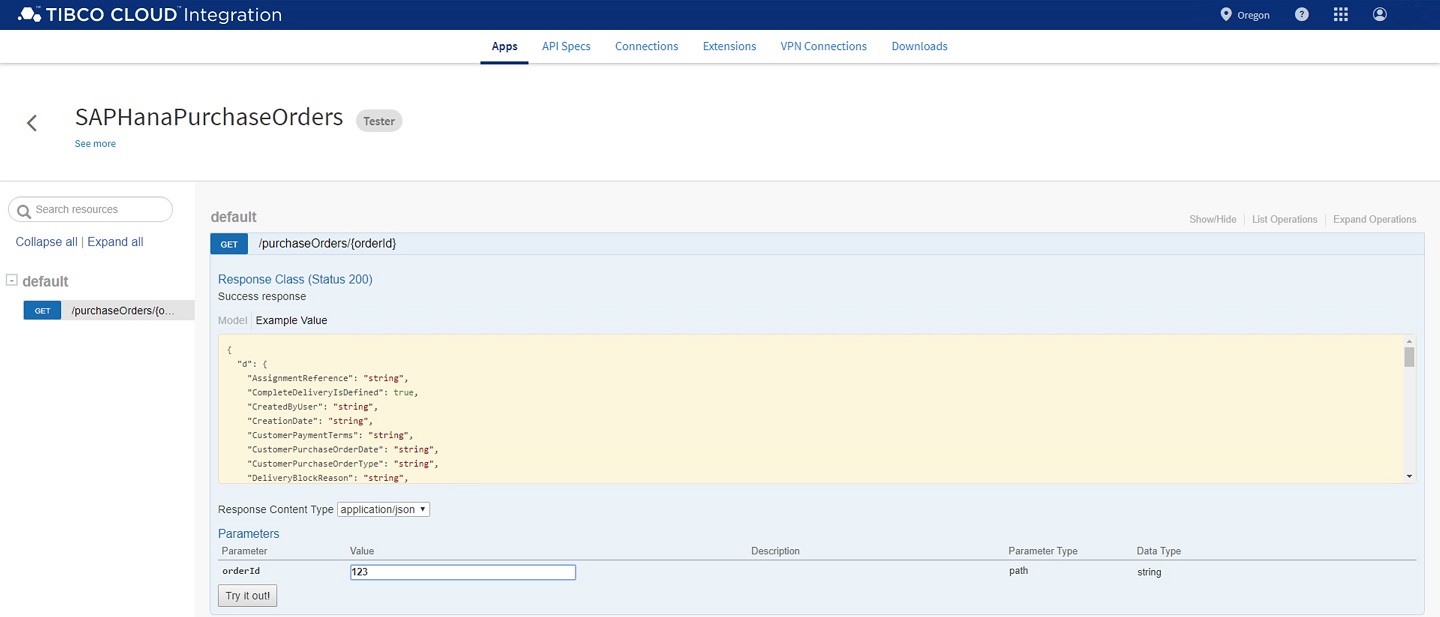 TIBCO CLOUD™ Integration
Oregon
?
Apps API Specs Connections Extensions VPN Connections Downloads
SAPHanaPurchaseOrders Tester
See more
Search resources
Collapse all | Expand all
default
GET /purchaseOrders/{o...
default
Show/Hide List Operations Expand Operations
GET /purchaseOrders/{orderId}
Response Class (Status 200)
Success response
Model Example Value
{
"d": {
"AssignmentReference": "string",
"CompleteDeliveryIsDefined": true,
"CreatedByUser": "string",
"CreationDate": "string",
"CustomerPaymentTerms": "string",
"CustomerPurchaseOrderDate": "string",
"CustomerPurchaseOrderType": "string",
"DeliveryBlockReason": "string",
Response Content Type application/json
Parameters
Parameter Value Description Parameter Type Data Type
orderId 123 path string
Try it out!